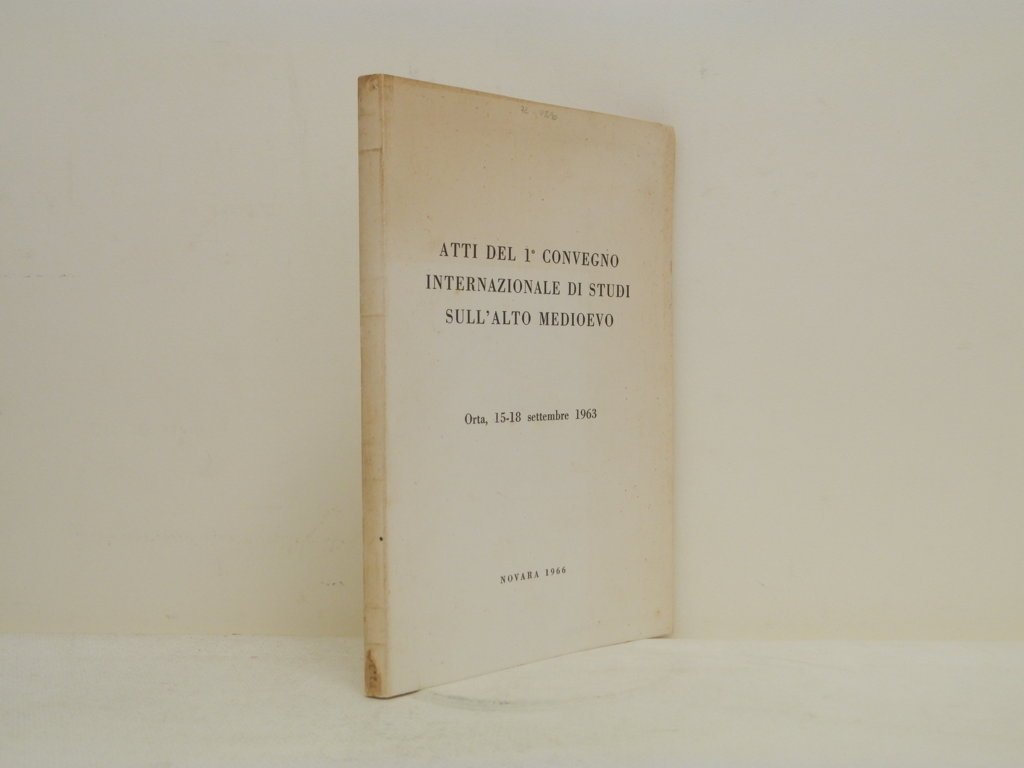 ATTI DEL 1° CONVEGNO
INTERNAZIONALE DI STUDI
SULL'ALTO MEDIOEVO
Orta, 15-18 settembre 1963
NOVARA 1966